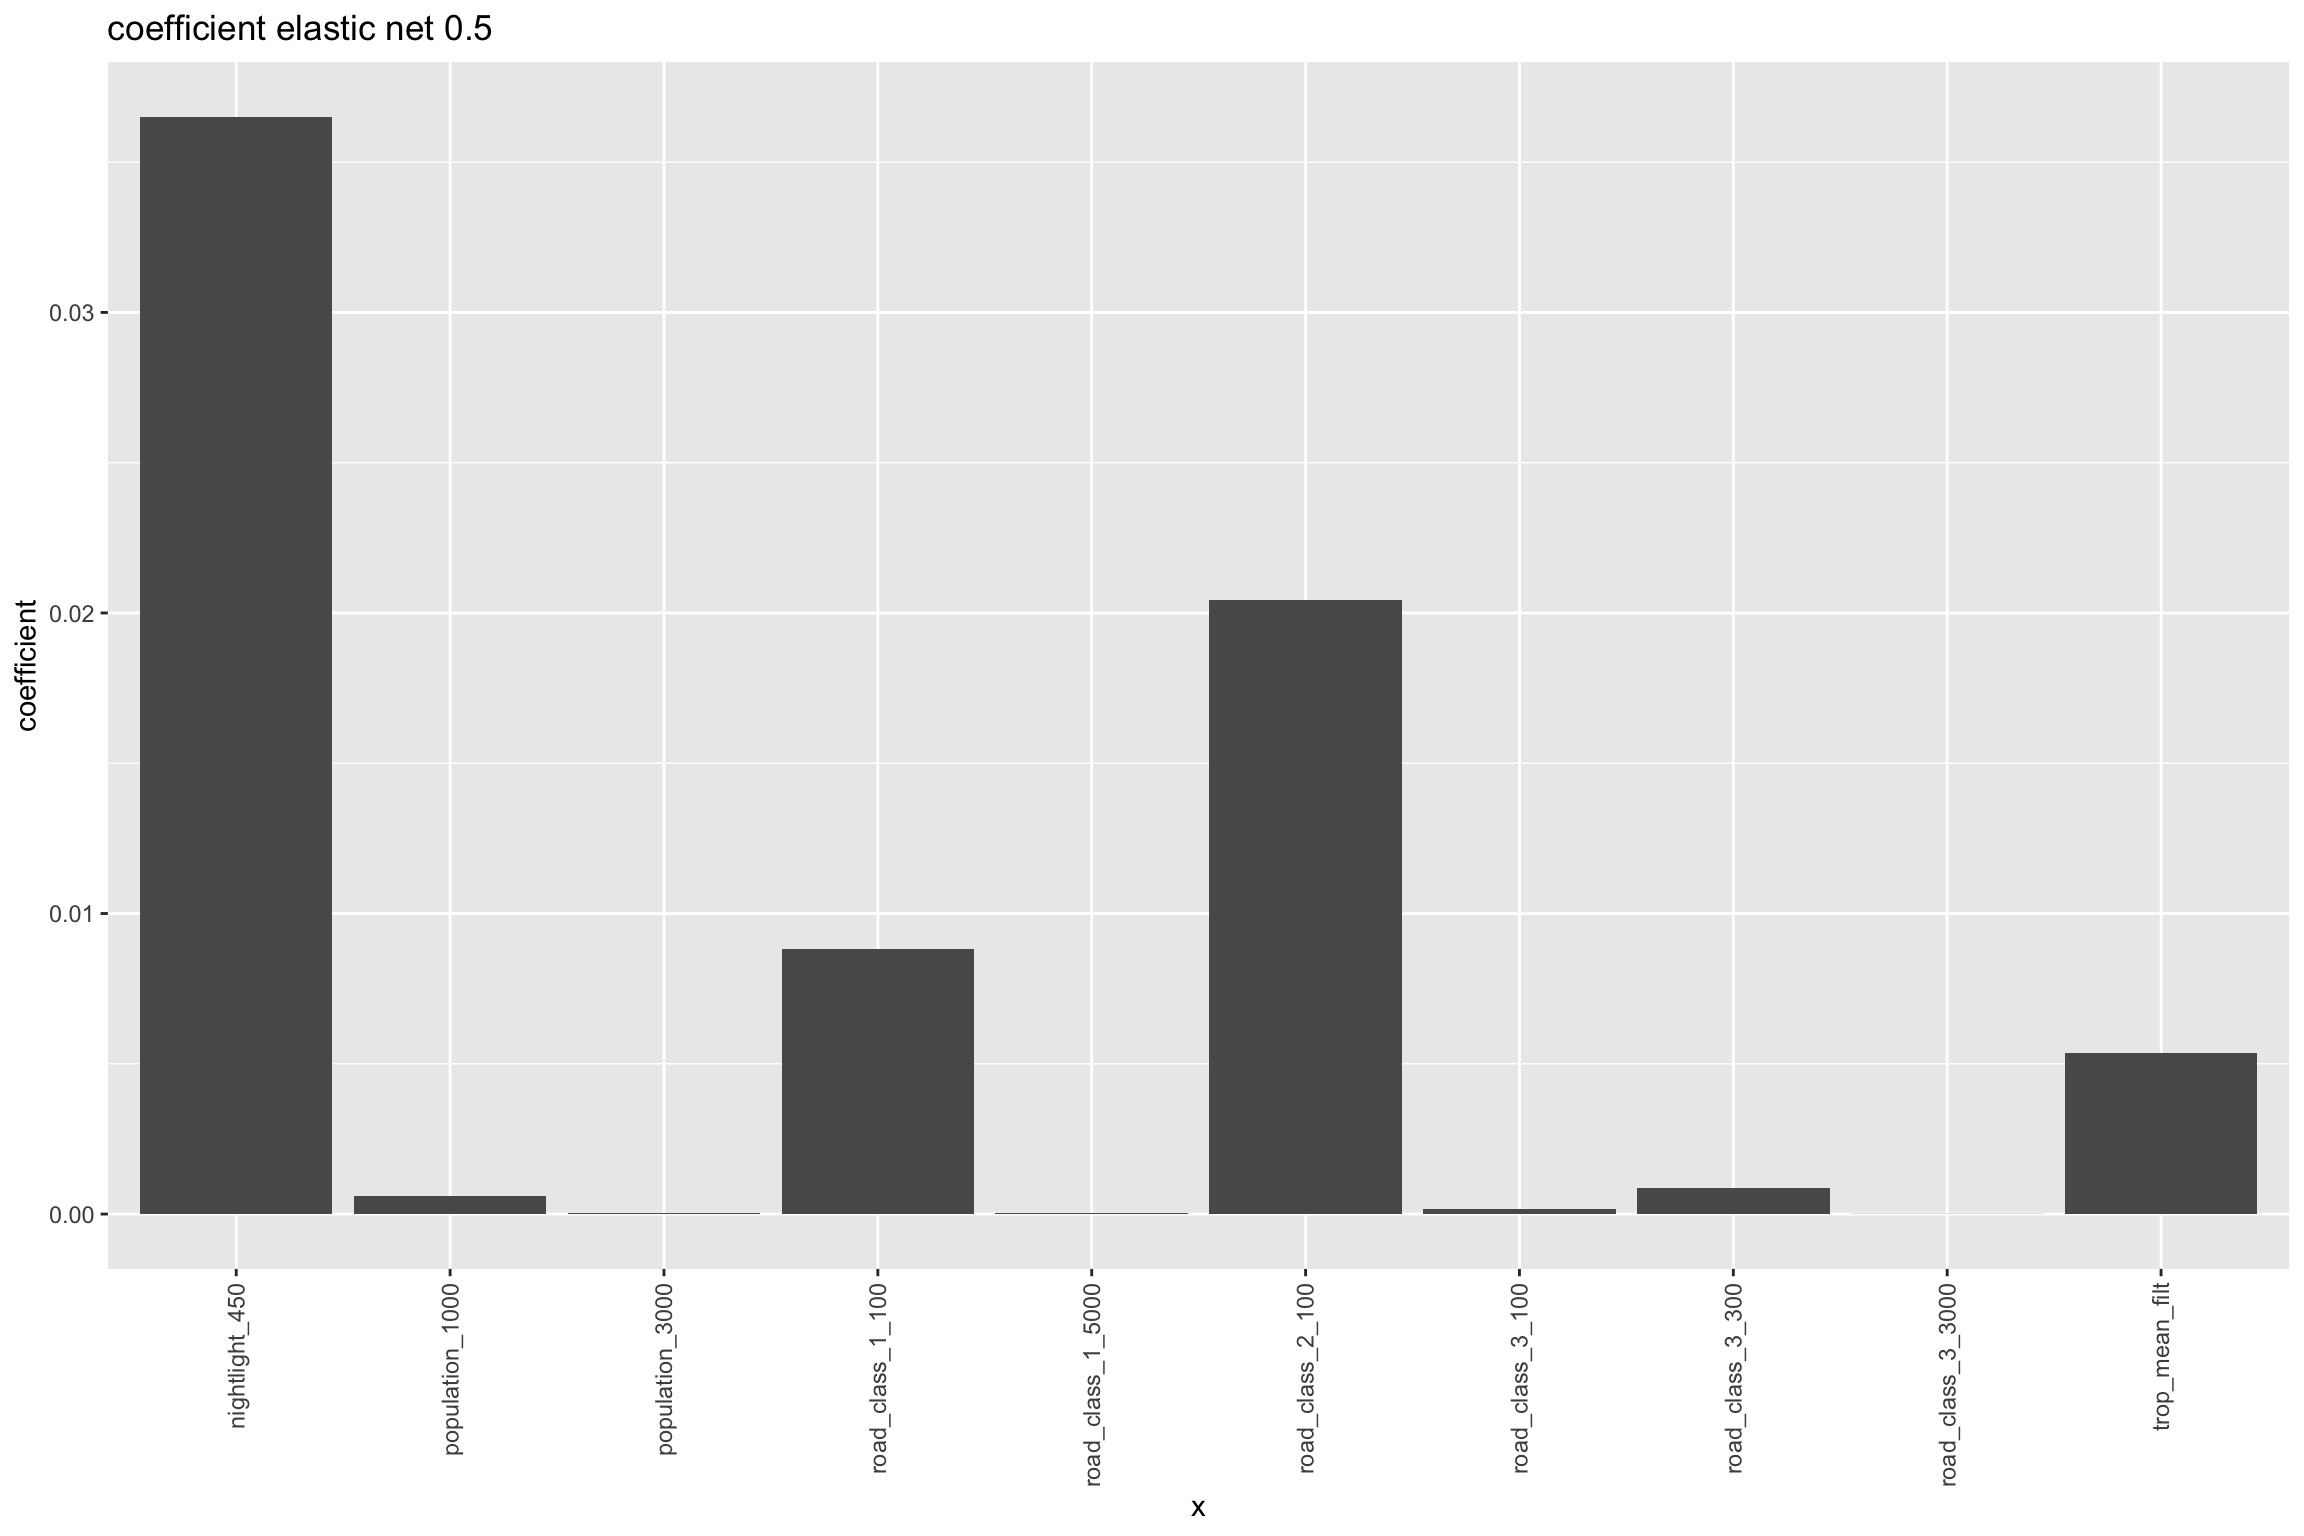 coefficient elastic net 0.5
coefficient
0.03
0.02
0.01
0.00
nightlight_450
population_1000
population_3000
road_class_1_100
road_class_1_5000
road_class_2_100
road_class_3_100
road_class_3_300
road_class_3_3000
trop_mean_filt
x